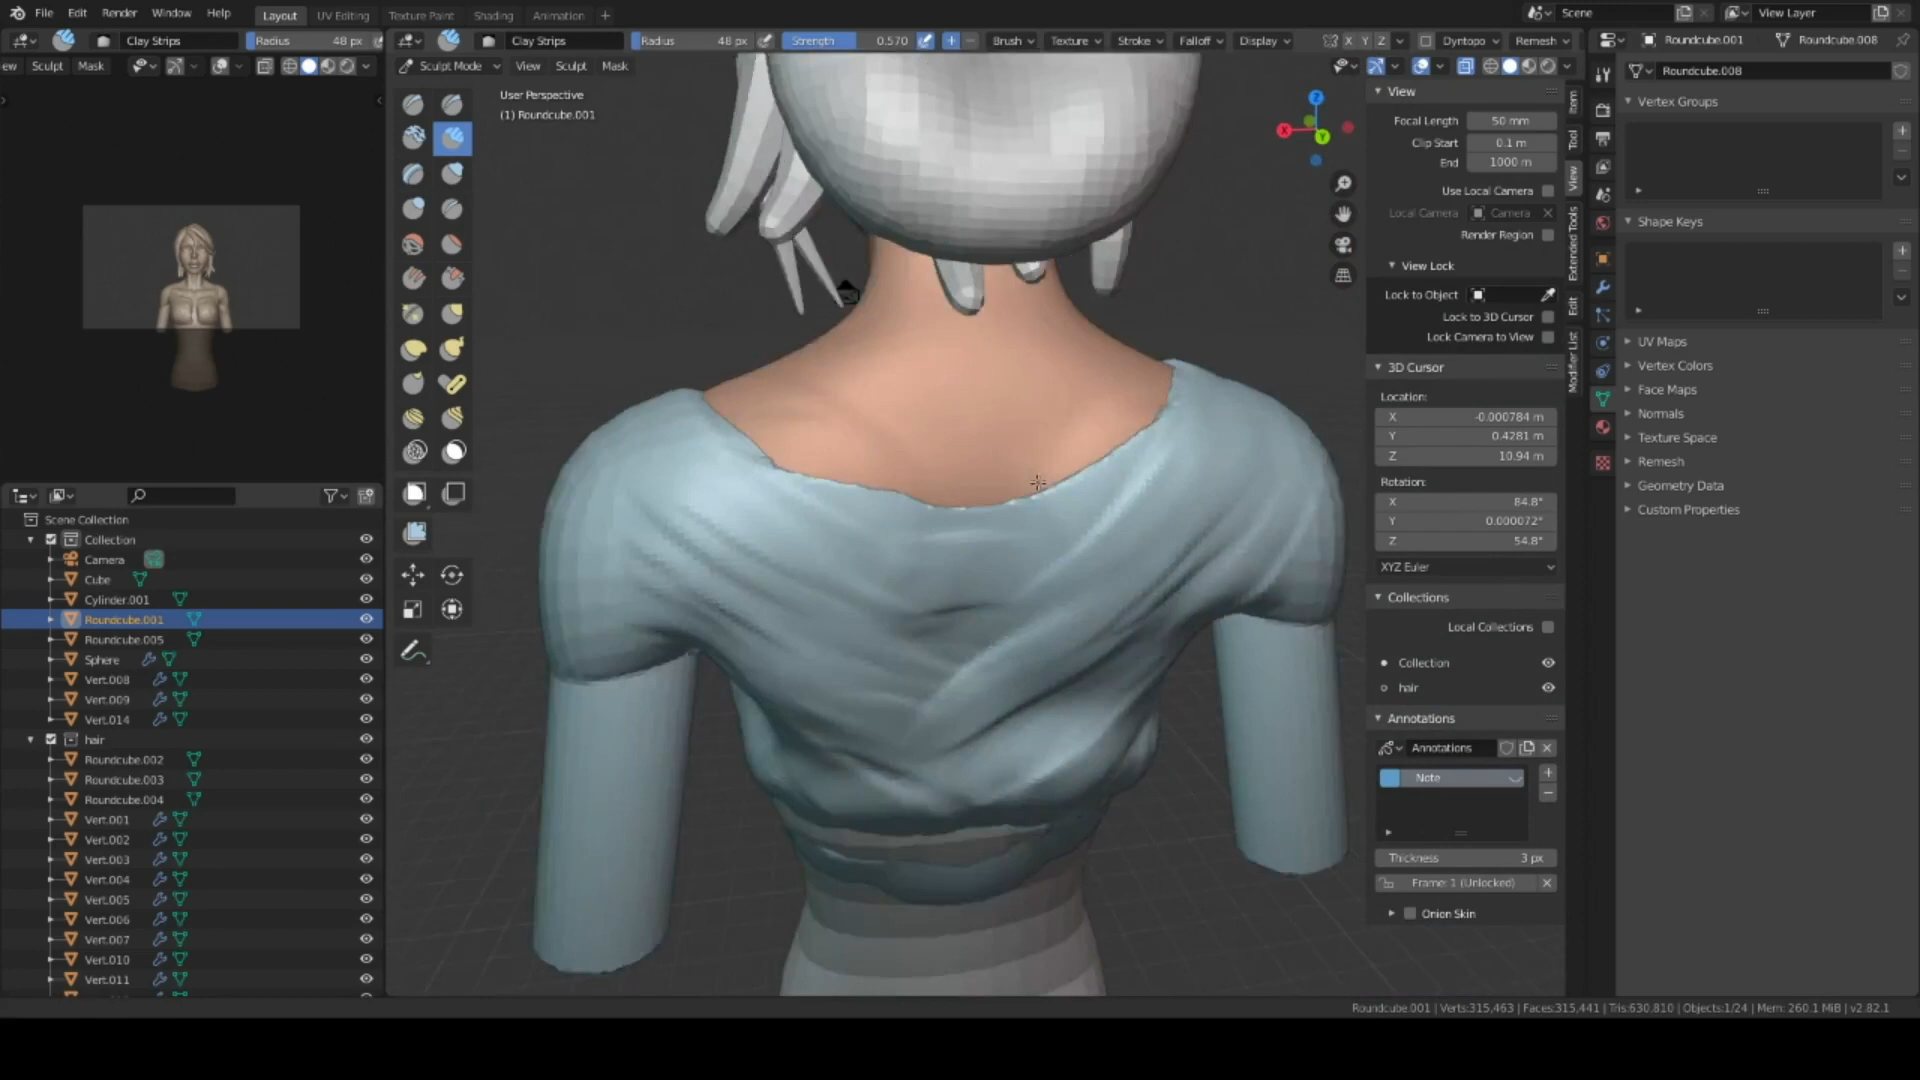 File Edit Render Window Help Layout UV Editing Texture Paint Shading Animation + Scene View Layer
Clay Strips Radius 48 px Clay Strips Radius 48 px Strength 0.570 Brush Texture Stroke Falloff Display X Y Z Dyntopo Remesh Roundcube.001 Roundcube.008
ew Sculpt Mask Sculpt Mode View Sculpt Mask Roundcube.008
User Perspective
(1) Roundcube.001
Z
X
Y
View
Focal Length 50 mm
Clip Start 0.1 m
End 1000 m
Use Local Camera
Local Camera Camera
Render Region
View Lock
Lock to Object
Lock to 3D Cursor
Lock Camera to View
3D Cursor
Location:
X -0.000784 m
Y 0.4281 m
Z 10.94 m
Rotation:
X 84.8°
Y 0.000072°
Z 54.8°
XYZ Euler
Collections
Local Collections
Collection
hair
Annotations
Annotations
Note
Thickness 3 px
Frame: 1 (Unlocked)
Onion Skin
Item
Tool
View
Extended Tools
Edit
Modifier List
Vertex Groups
Shape Keys
UV Maps
Vertex Colors
Face Maps
Normals
Texture Space
Remesh
Geometry Data
Custom Properties
Scene Collection
Collection
Camera
Cube
Cylinder.001
Roundcube.001
Roundcube.005
Sphere
Vert.008
Vert.009
Vert.014
hair
Roundcube.002
Roundcube.003
Roundcube.004
Vert.001
Vert.002
Vert.003
Vert.004
Vert.005
Vert.006
Vert.007
Vert.010
Vert.011
Roundcube.001 | Verts:315,463 | Faces:315,441 | Tris:630,810 | Objects:1/24 | Mem: 260.1 MiB | v2.82.1